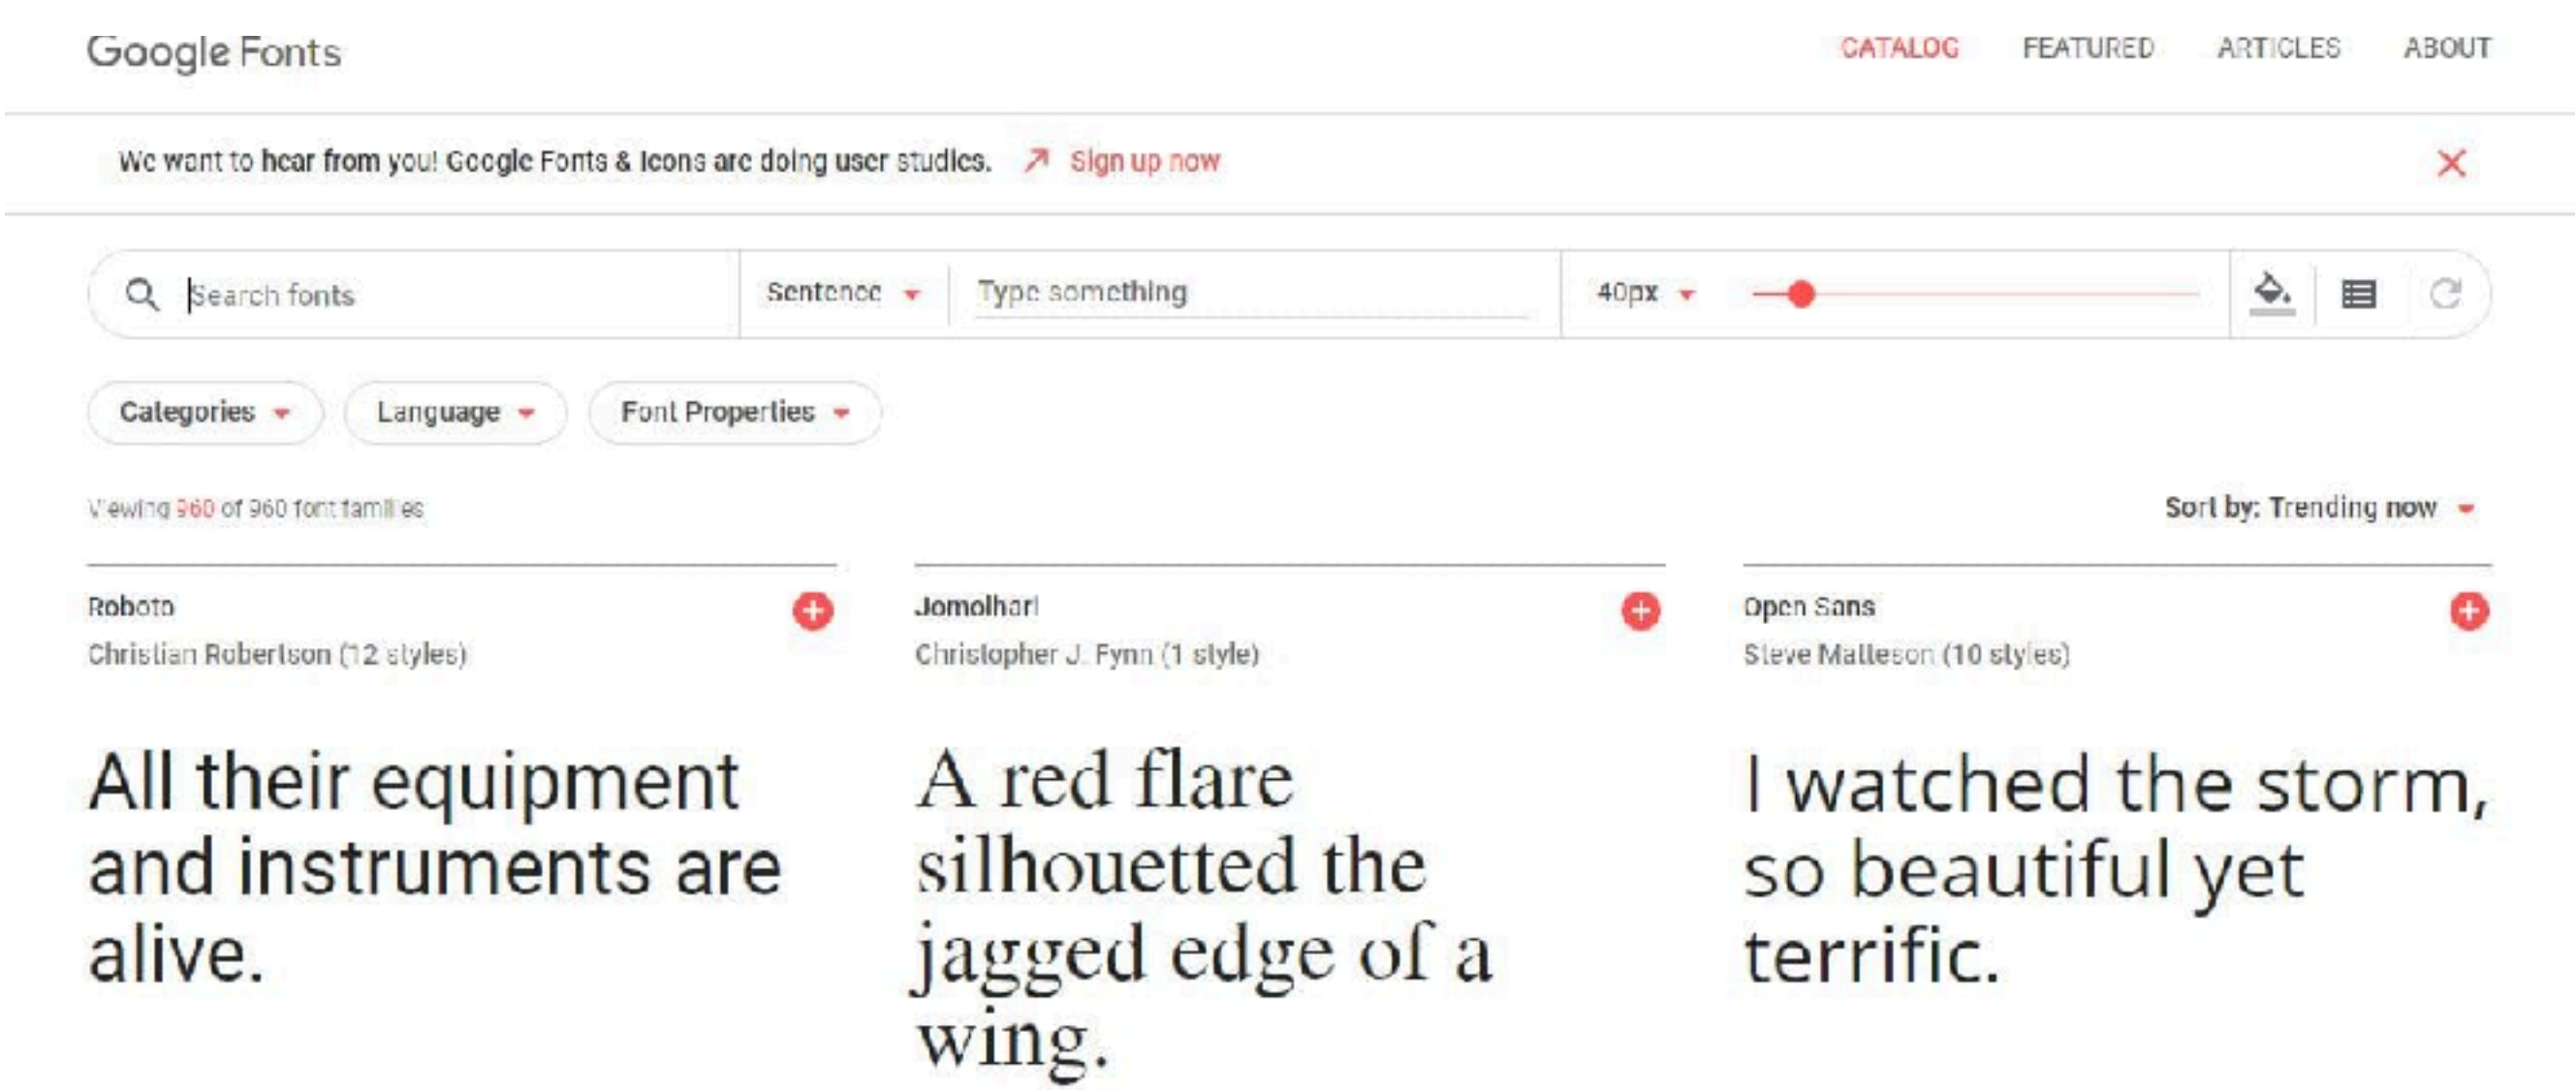 Google Fonts
CATALOG FEATURED ARTICLES ABOUT
We want to hear from you! Google Fonts & Icons are doing user studies. Sign up now
Search fonts Sentence Type something 40px
Categories Language Font Properties
Viewing 960 of 960 font families Sort by: Trending now
Roboto
Christian Robertson (12 styles)
All their equipment
and instruments are
alive.
Jomolhari
Christopher J. Fynn (1 style)
A red flare
silhouetted the
jagged edge of a
wing.
Open Sans
Steve Matteson (10 styles)
I watched the storm,
so beautiful yet
terrific.